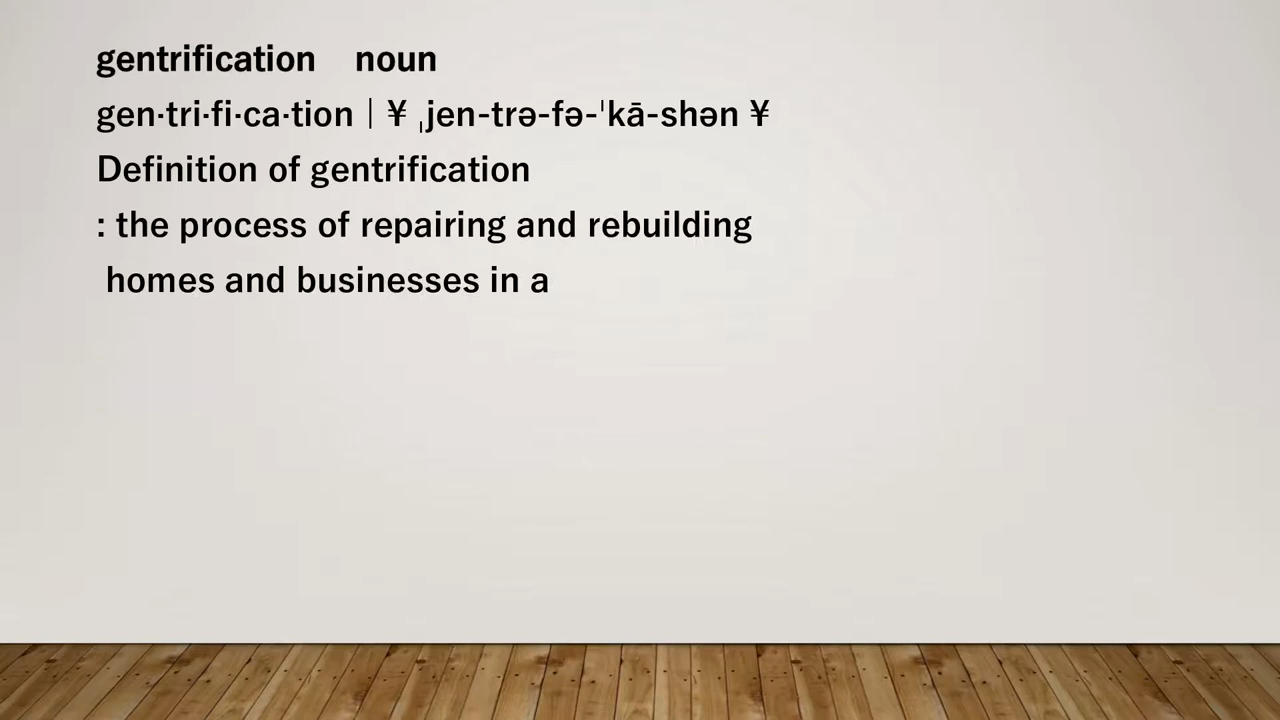 gentrification noun
gen·tri·fi·ca·tion | ¥ ˌjen-trə-fə-ˈkā-shən ¥
Definition of gentrification
: the process of repairing and rebuilding
homes and businesses in a